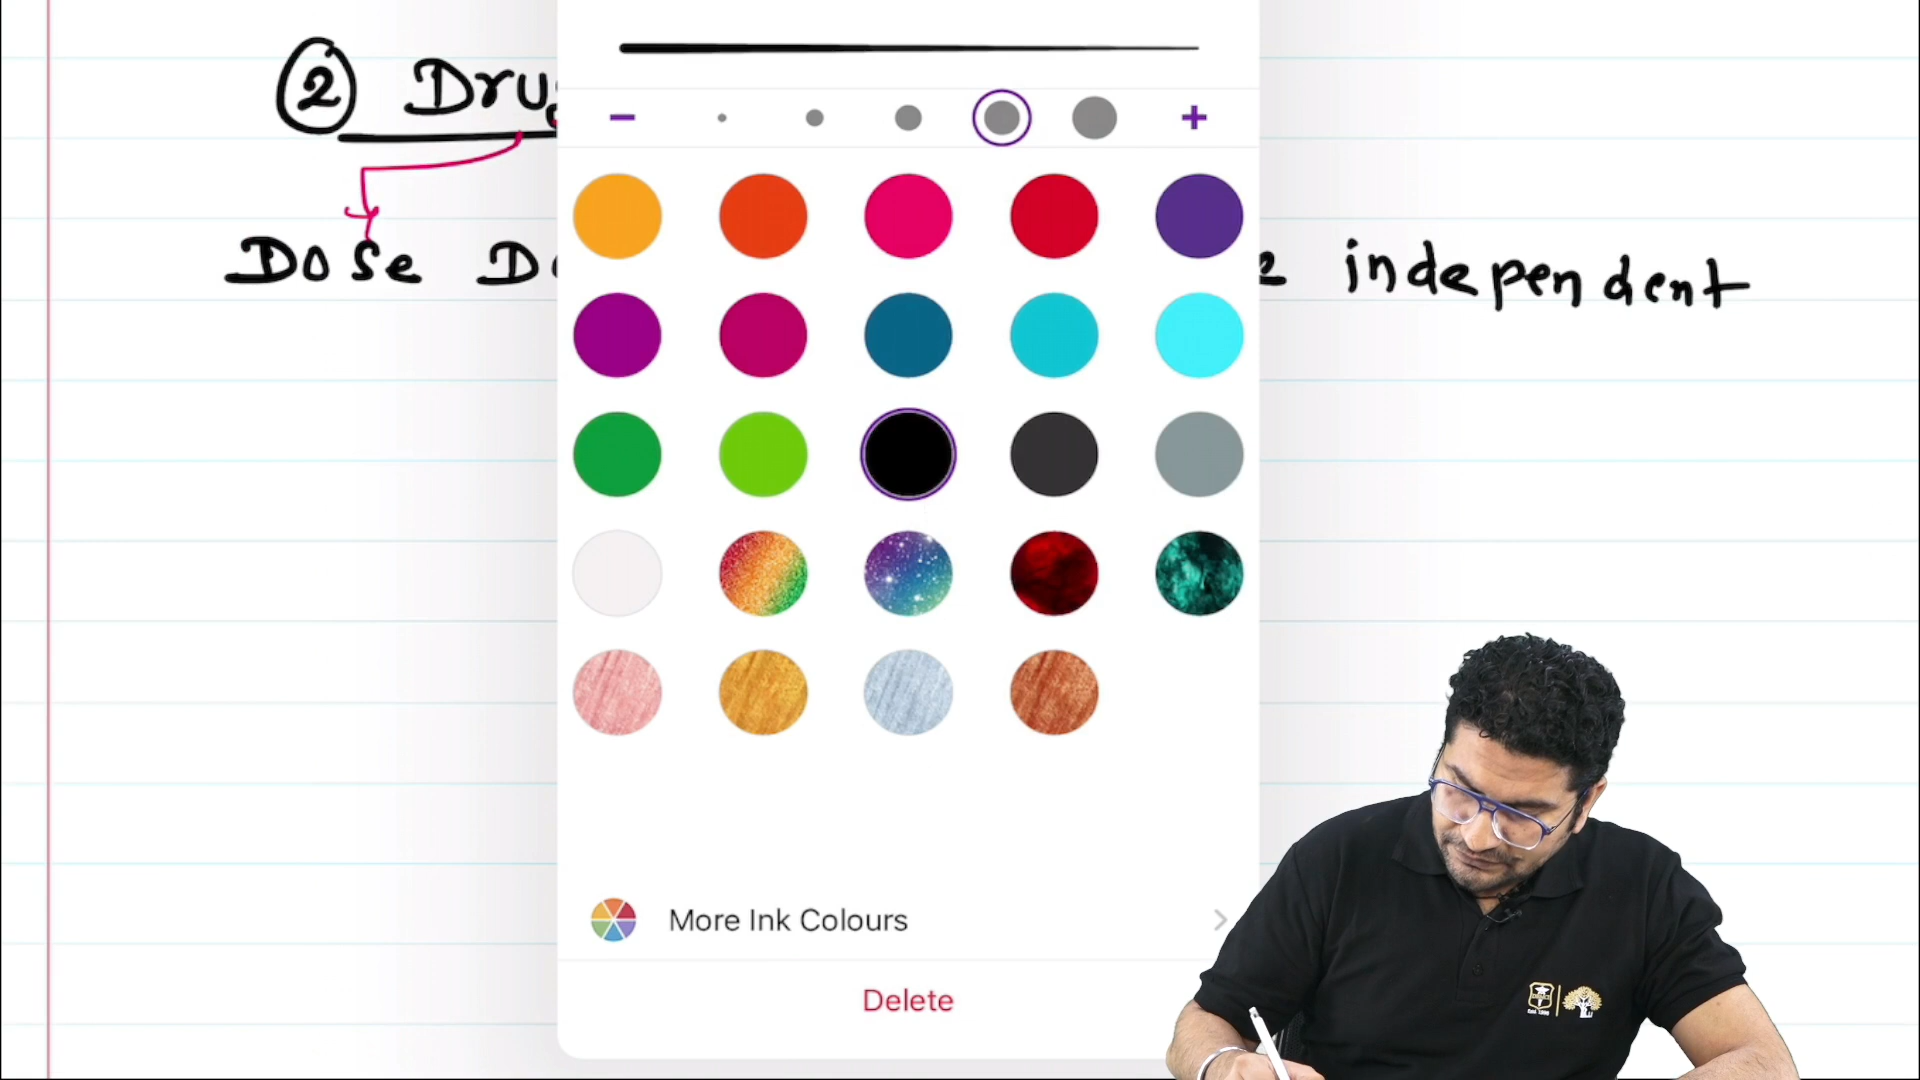 ② Dru
Dose D
independent
More Ink Colours
Delete